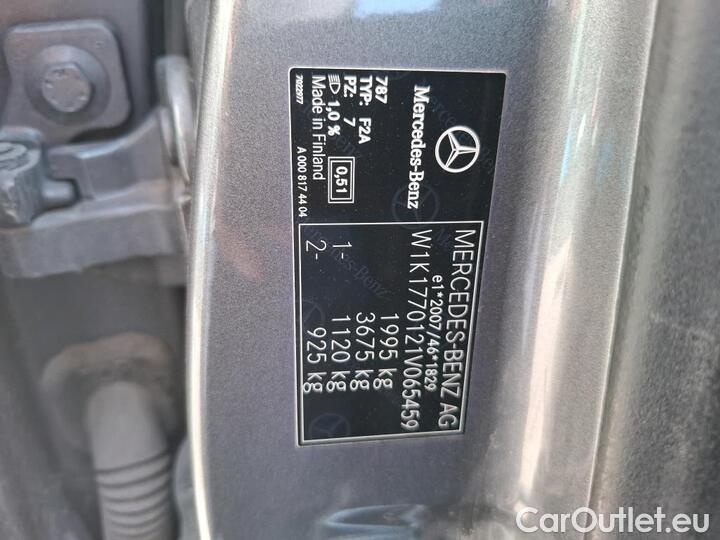 MERCEDES-BENZ AG
e1*2007/46*1829
W1K1770121V065459
1995 kg
3675 kg
1- 1120 kg
2- 925 kg
Mercedes-Benz
787
TYP: F2A
PZ: 7
1,0 %
0,51
Made in Finland
7022977
A 000 817 44 04
CarOutlet.eu